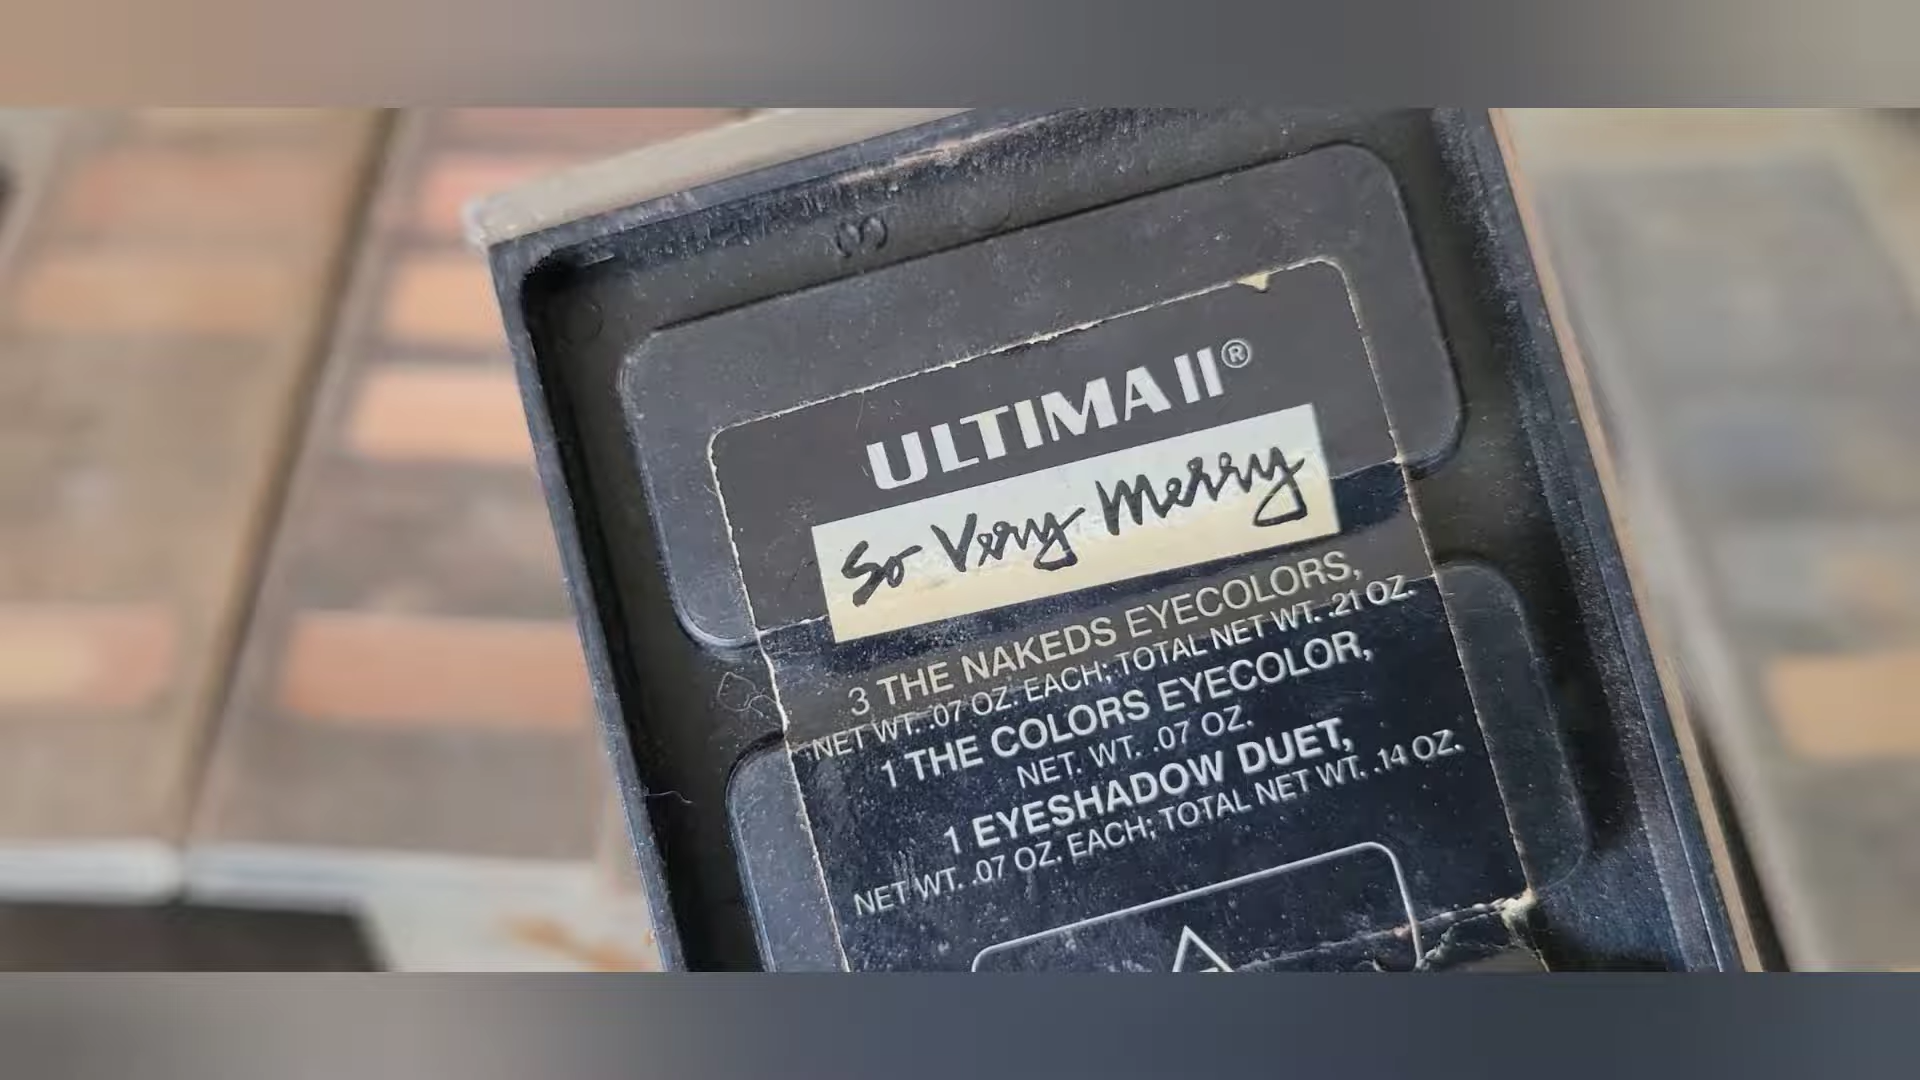 ULTIMA II®
So Very Merry
3 THE NAKEDS EYECOLORS,
NET WT. .07 OZ. EACH; TOTAL NET WT. .21 OZ.
1 THE COLORS EYECOLOR,
NET. WT. .07 OZ.
1 EYESHADOW DUET,
NET WT. .07 OZ. EACH; TOTAL NET WT. .14 OZ.